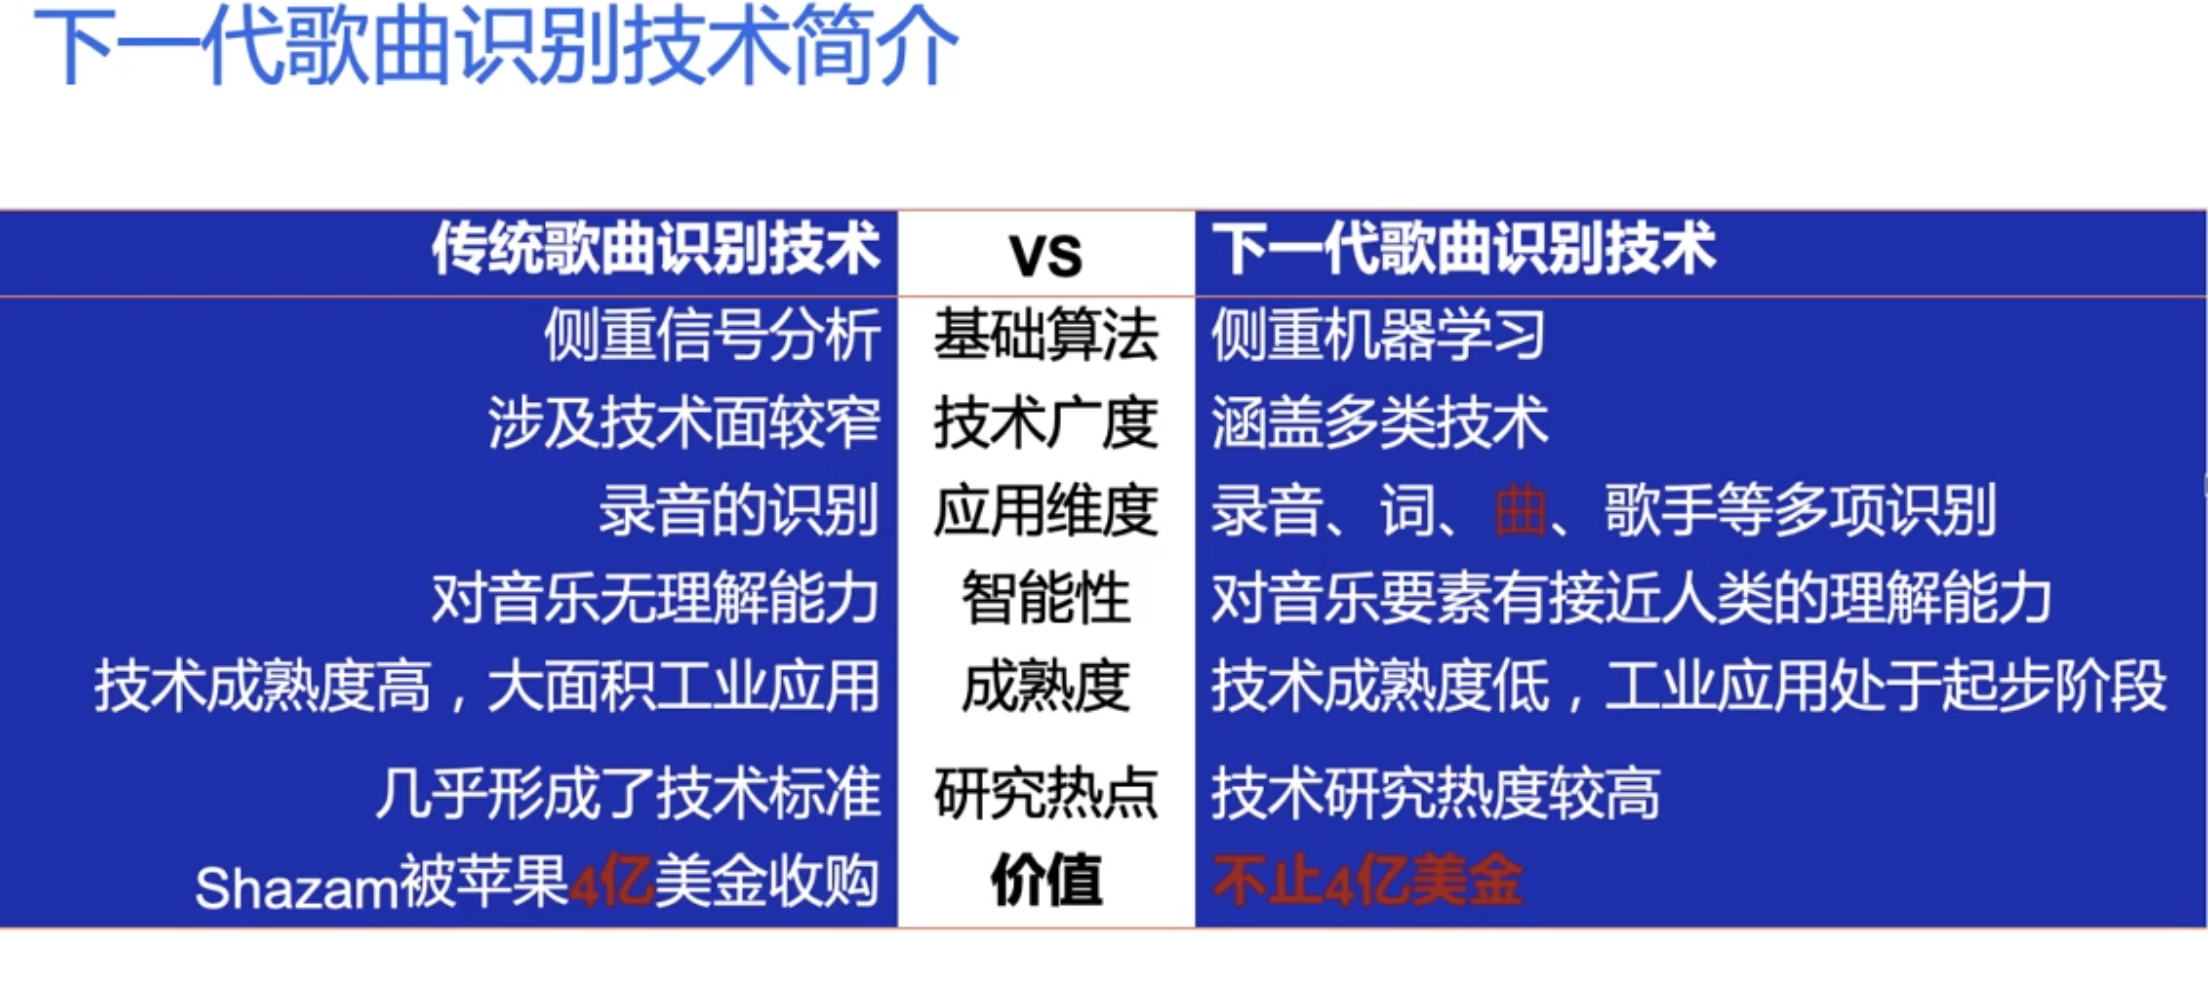 下一代歌曲识别技术简介
传统歌曲识别技术 VS 下一代歌曲识别技术
侧重信号分析 基础算法 侧重机器学习
涉及技术面较窄 技术广度 涵盖多类技术
录音的识别 应用维度 录音、词、曲、歌手等多项识别
对音乐无理解能力 智能性 对音乐要素有接近人类的理解能力
技术成熟度高，大面积工业应用 成熟度 技术成熟度低，工业应用处于起步阶段
几乎形成了技术标准 研究热点 技术研究热度较高
Shazam被苹果4亿美金收购 价值 不止4亿美金